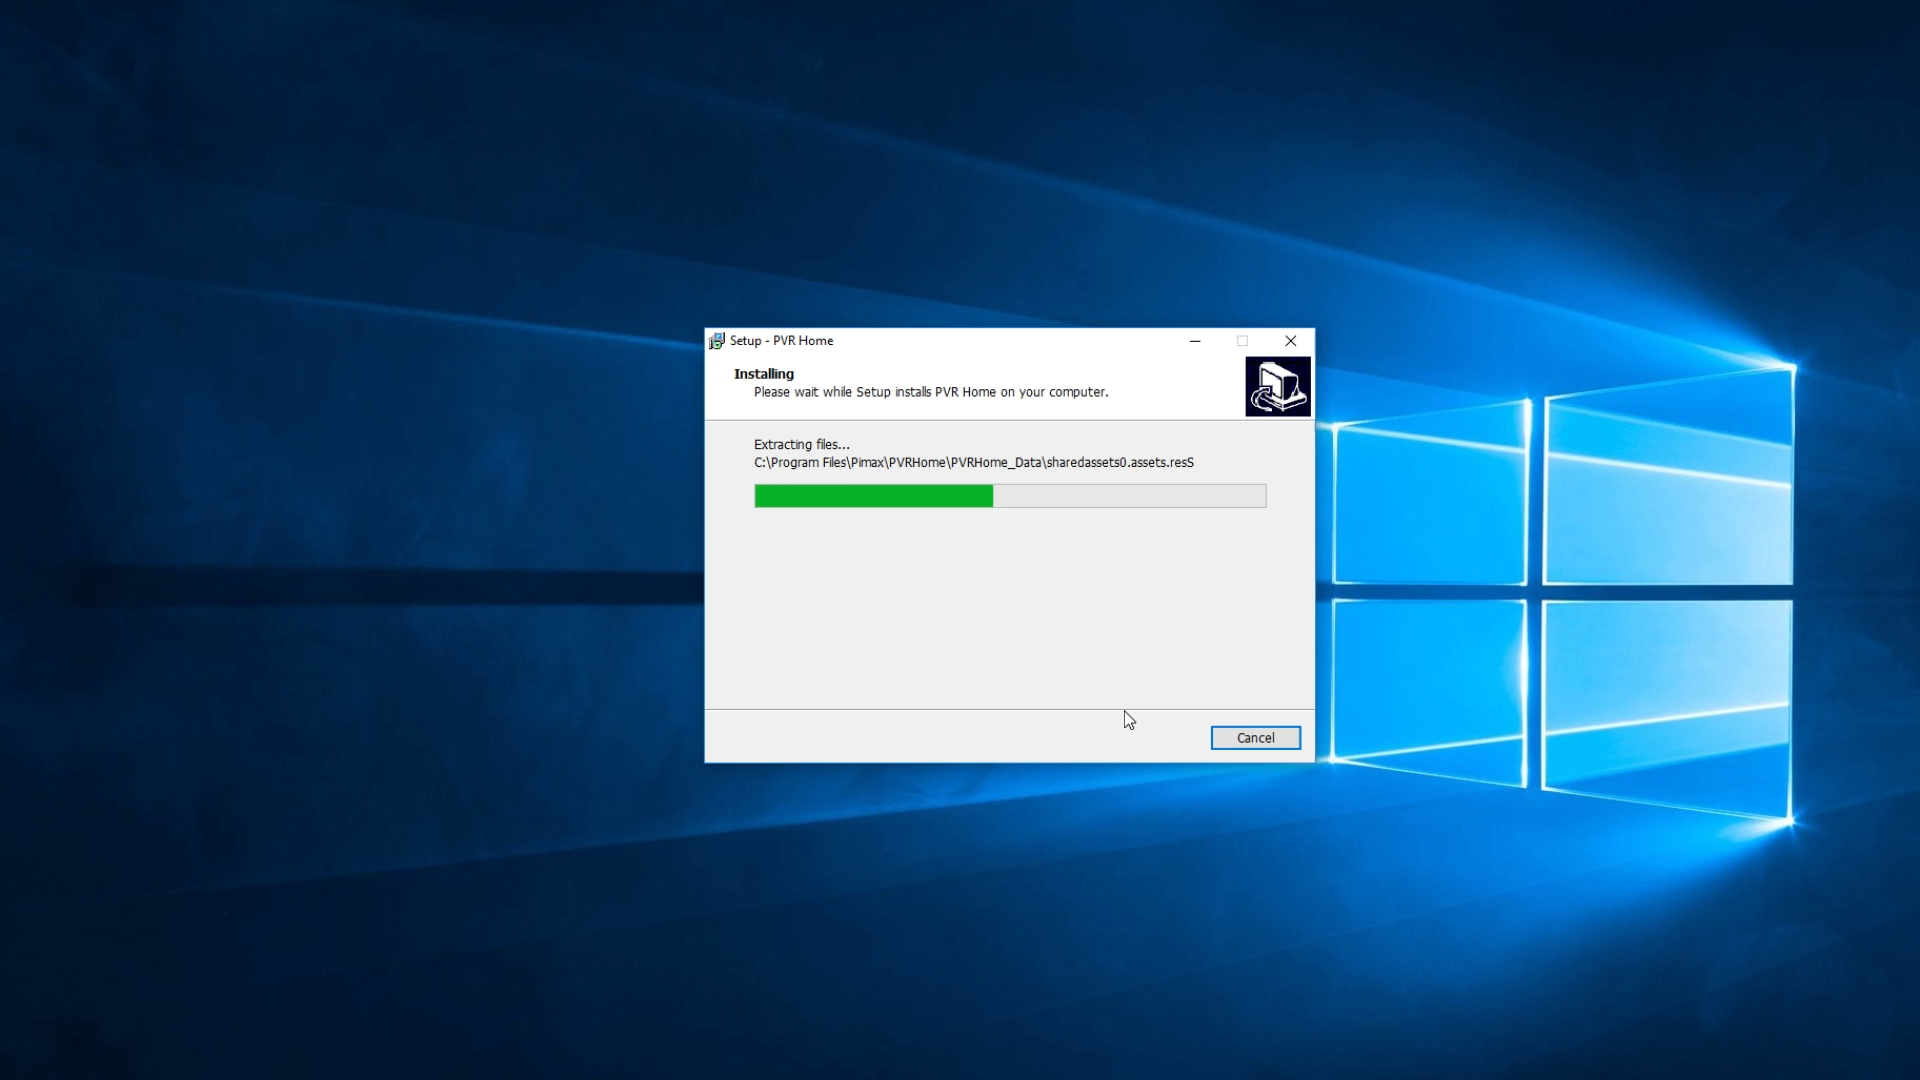 Setup - PVR Home
Installing
Please wait while Setup installs PVR Home on your computer.
Extracting files...
C:\Program Files\Pimax\PVRHome\PVRHome_Data\sharedassets0.assets.resS
Cancel